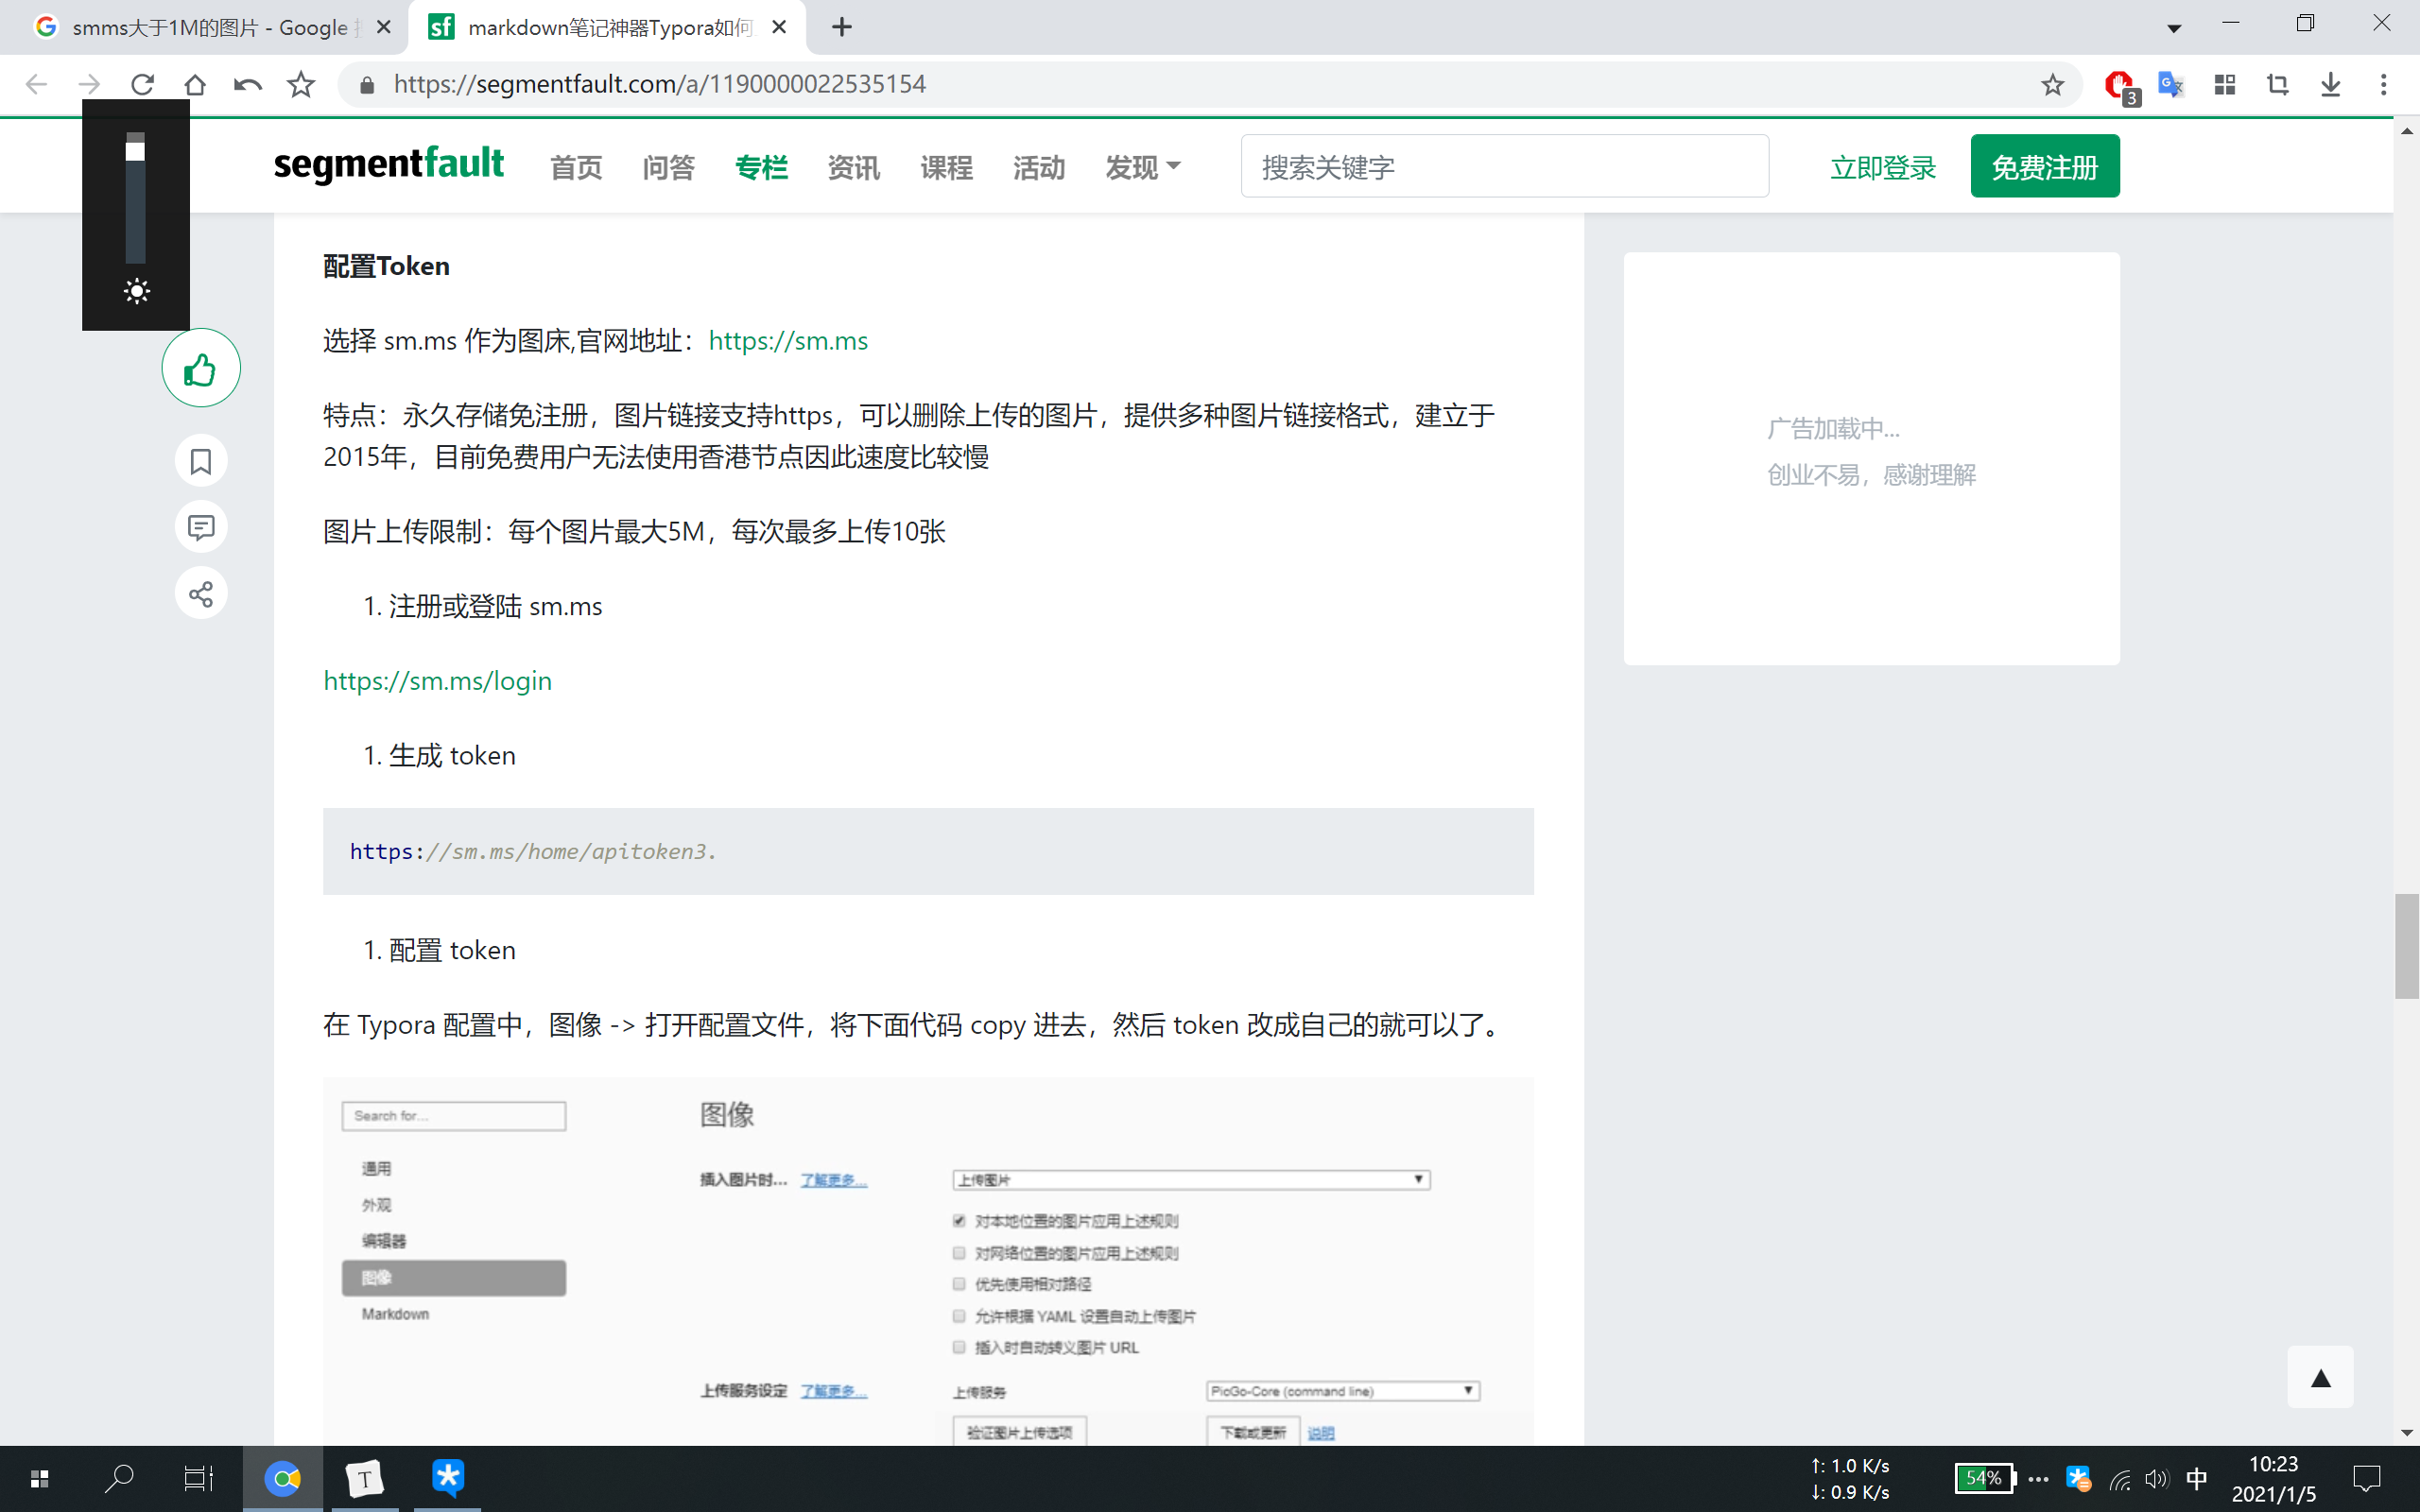 smms大于1M的图片 - Google
markdown笔记神器Typora如何
https://segmentfault.com/a/1190000022535154
3
segmentfault 首页 问答 专栏 资讯 课程 活动 发现 搜索关键字 立即登录 免费注册
配置Token
选择 sm.ms 作为图床,官网地址：https://sm.ms
特点：永久存储免注册，图片链接支持https，可以删除上传的图片，提供多种图片链接格式，建立于
2015年，目前免费用户无法使用香港节点因此速度比较慢
图片上传限制：每个图片最大5M，每次最多上传10张
1. 注册或登陆 sm.ms
https://sm.ms/login
1. 生成 token
https://sm.ms/home/apitoken3.
1. 配置 token
在 Typora 配置中，图像 -> 打开配置文件，将下面代码 copy 进去，然后 token 改成自己的就可以了。
Search for...
通用
外观
编辑器
图像
Markdown
图像
插入图片时... 了解更多... 上传图片
对本地位置的图片应用上述规则
对网络位置的图片应用上述规则
优先使用相对路径
允许根据 YAML 设置自动上传图片
插入时自动转义图片 URL
上传服务设定 了解更多... 上传服务 PicGo-Core (command line)
验证图片上传选项 下载或更新 说明
广告加载中...
创业不易，感谢理解
T
↑: 1.0 K/s
↓: 0.9 K/s
54%
中
10:23
2021/1/5